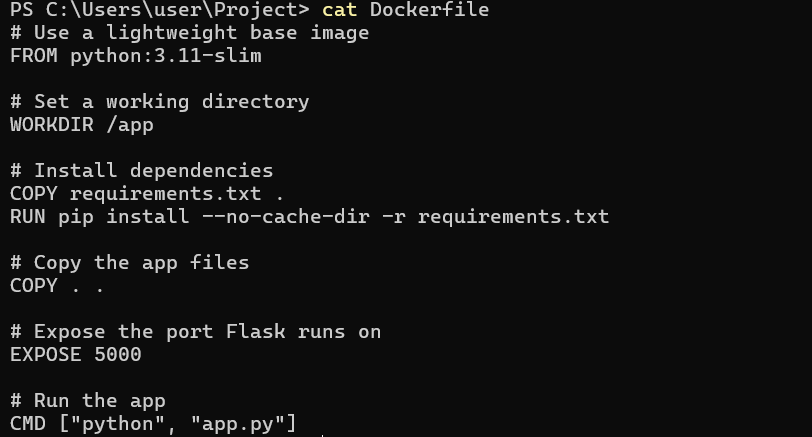 PS C:\Users\user\Project> cat Dockerfile
# Use a lightweight base image
FROM python:3.11-slim
# Set a working directory
WORKDIR /app
# Install dependencies
COPY requirements.txt .
RUN pip install --no-cache-dir -r requirements.txt
# Copy the app files
COPY . .
# Expose the port Flask runs on
EXPOSE 5000
# Run the app
CMD ["python", "app.py"]